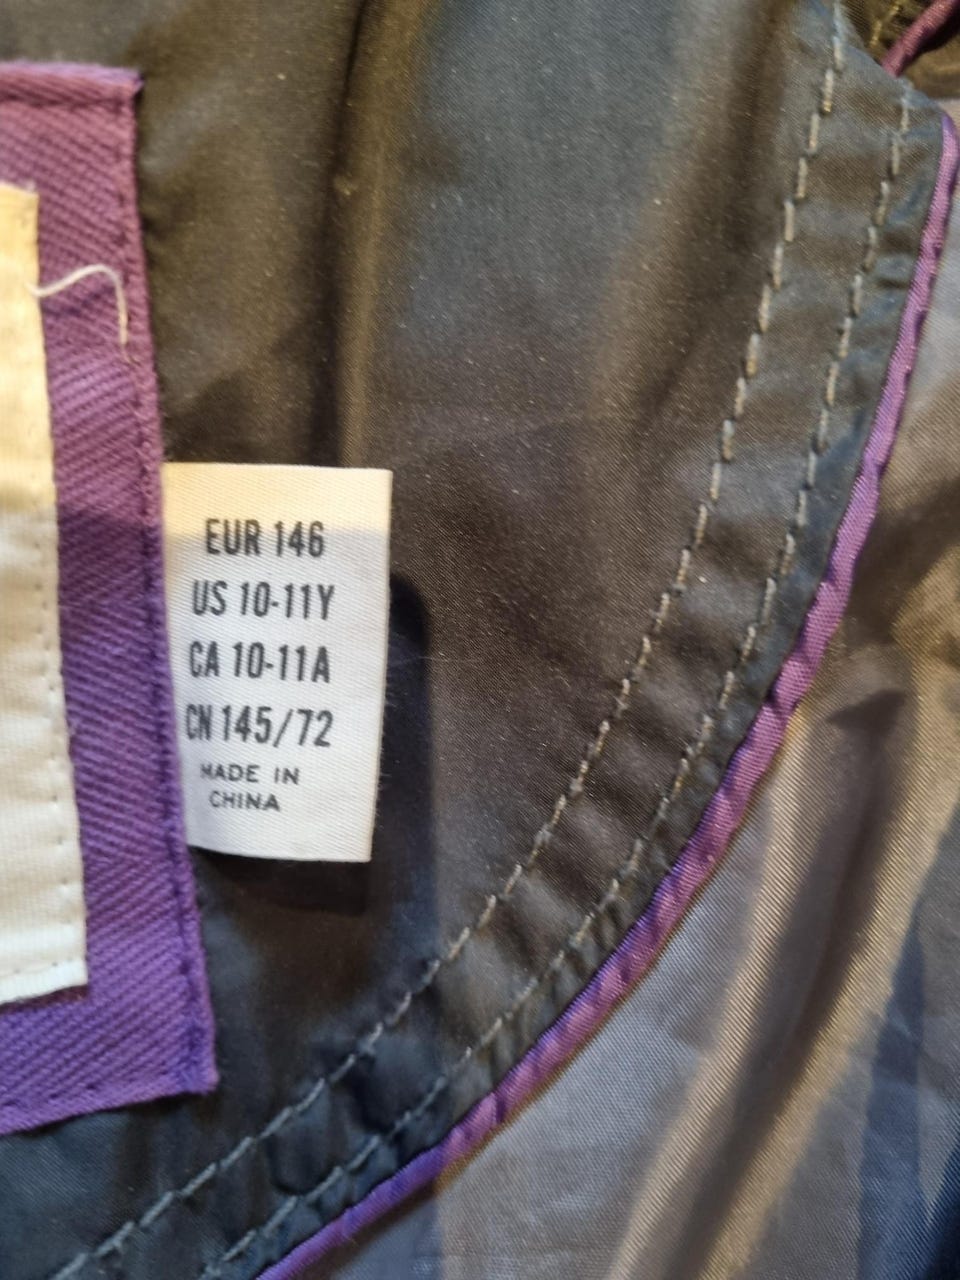 EUR 146
US 10-11Y
CA 10-11A
CN 145/72
MADE IN
CHINA